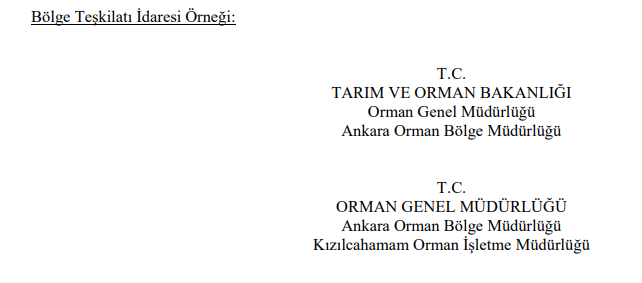 Bölge Teşkilatı İdaresi Örneği:
T.C.
TARIM VE ORMAN BAKANLIĞI
Orman Genel Müdürlüğü
Ankara Orman Bölge Müdürlüğü
T.C.
ORMAN GENEL MÜDÜRLÜĞÜ
Ankara Orman Bölge Müdürlüğü
Kızılcahamam Orman İşletme Müdürlüğü